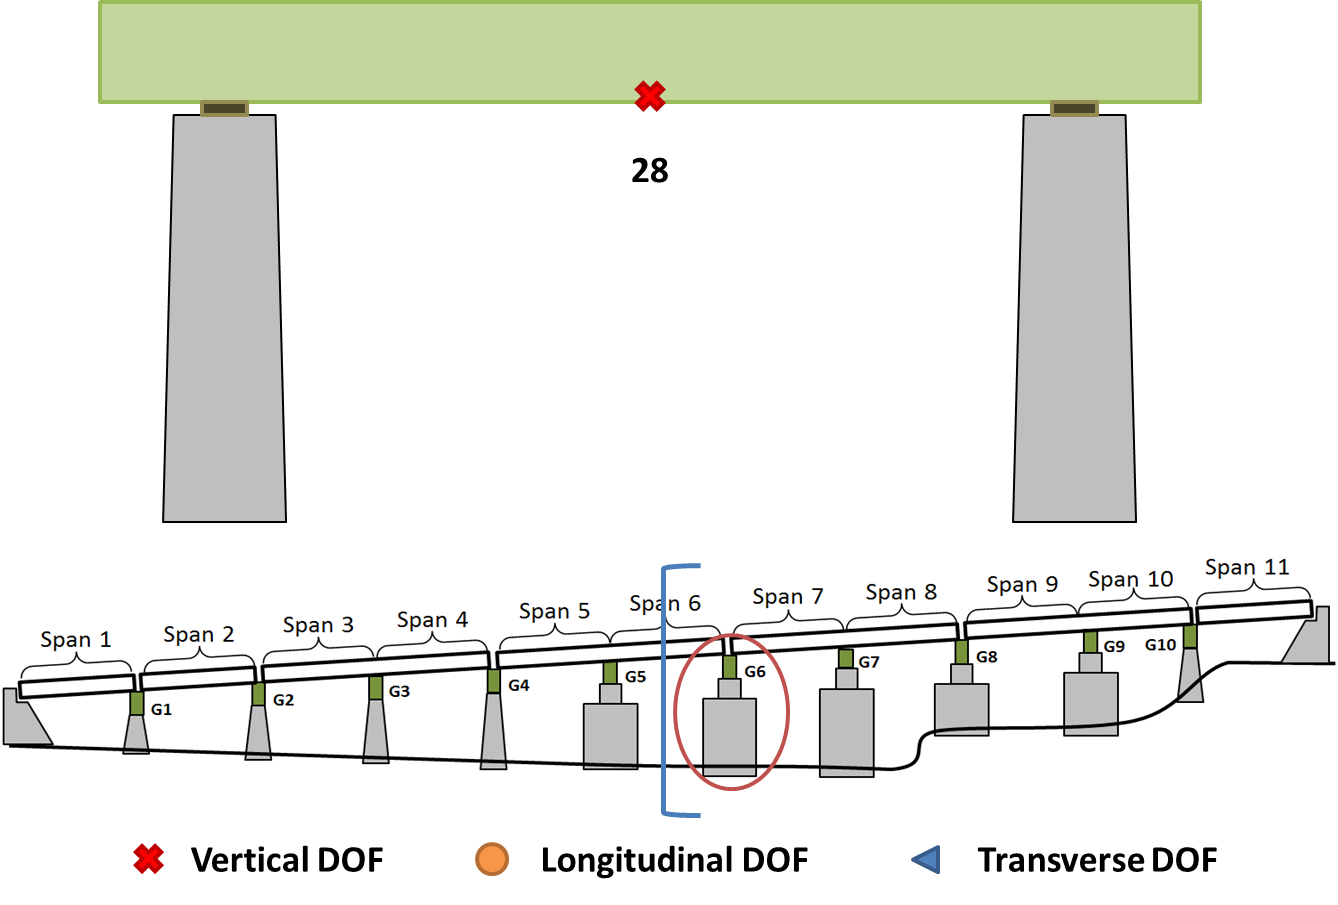 28
Span 1
Span 2
Span 3
Span 4
Span 5
Span 6
Span 7
Span 8
Span 9
Span 10
Span 11
G1
G2
G3
G4
G5
G6
G7
G8
G9
G10
Vertical DOF
Longitudinal DOF
Transverse DOF